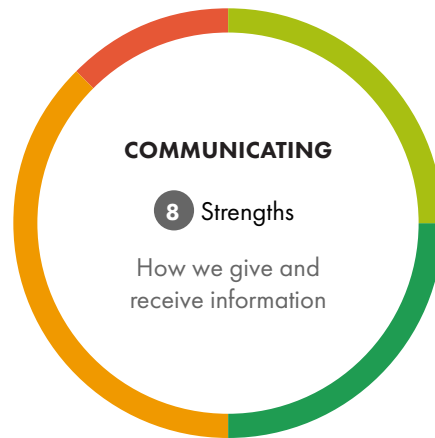 COMMUNICATING
8 Strengths
How we give and
receive information